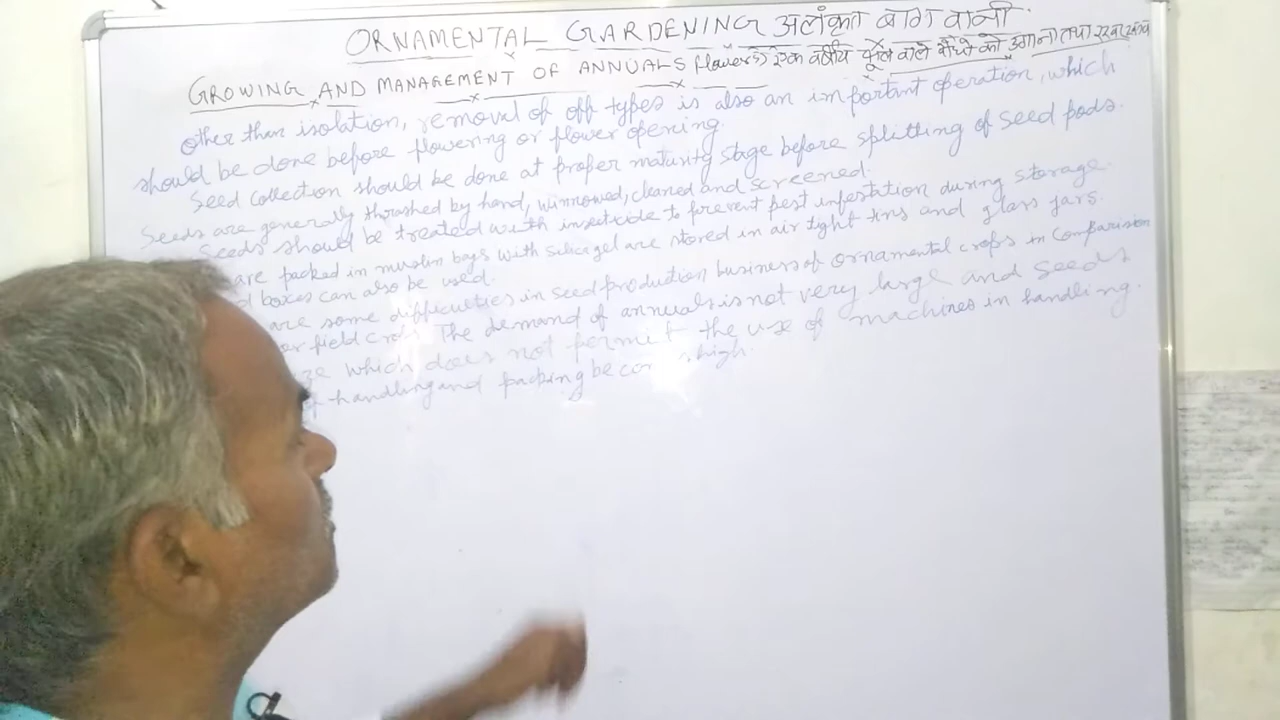 ORNAMENTAL GARDENING अलंकृत बागवानी
GROWING AND MANAGEMENT OF ANNUALS flowers) एक वर्षीय फूल वाले पौधे को उगाना तथा रखरखाव
other than isolation, removal of off types is also an important operation, which
should be done before flowering or flower opening.
Seed collection should be done at proper maturity stage before splitting of seed pods.
Seeds are generally thrashed by hand, winnowed, cleaned and screened.
Seeds should be treated with insecticide to prevent pest infestation during storage.
are packed in muslin bags with silica gel are stored in air tight tins and glass jars.
boxes can also be used.
are some difficulties in seed production business of ornamental crops in comparision
field crop. The demand of annuals is not very large and seeds
which does not permit the use of machines in handling.
of handling and packing become high.